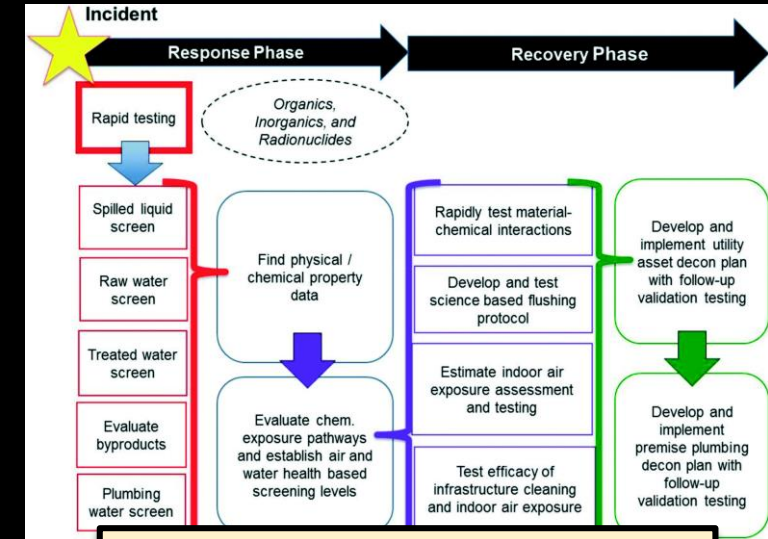 Incident
Response Phase
Recovery Phase
Rapid testing
Organics,
Inorganics, and
Radionuclides
Spilled liquid
screen
Raw water
screen
Treated water
screen
Evaluate
byproducts
Plumbing
water screen
Find physical /
chemical property
data
Evaluate chem.
exposure pathways
and establish air and
water health based
screening levels
Rapidly test material-
chemical interactions
Develop and test
science based flushing
protocol
Estimate indoor air
exposure assessment
and testing
Test efficacy of
infrastructure cleaning
and indoor air exposure
Develop and
implement utility
asset decon plan
with follow-up
validation testing
Develop and
implement
premise plumbing
decon plan with
follow-up
validation testing